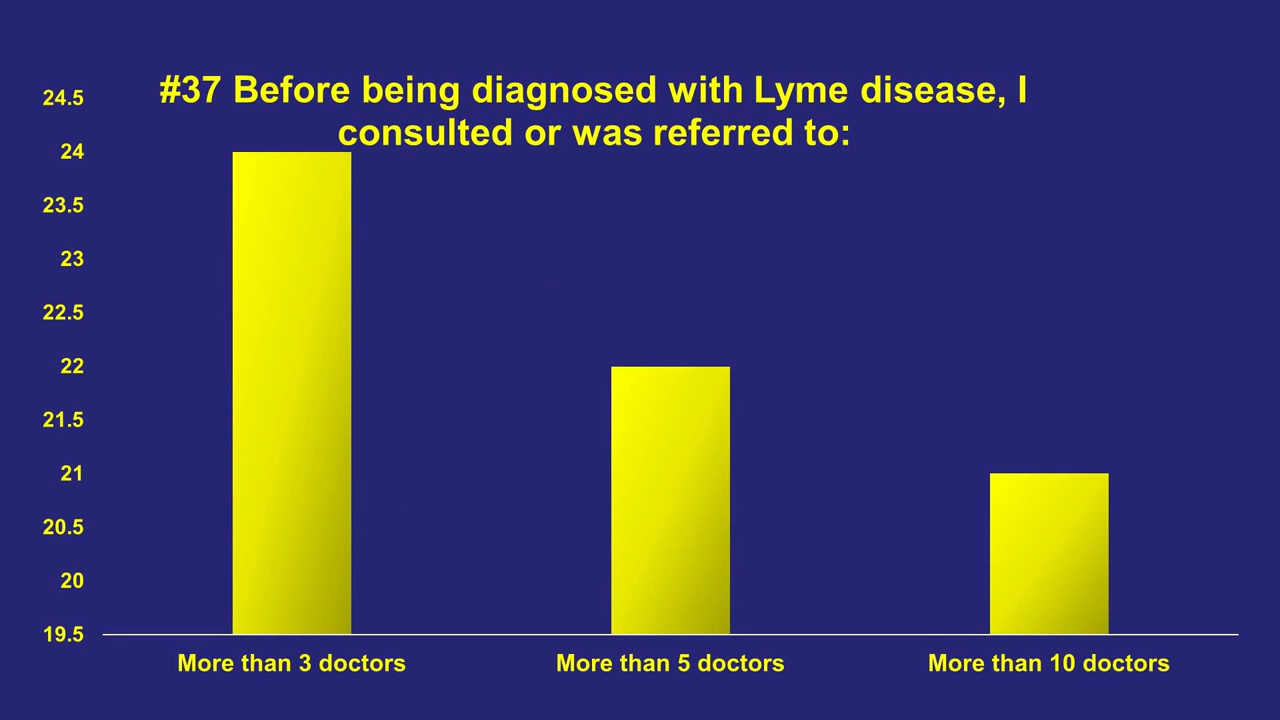 #37 Before being diagnosed with Lyme disease, I
consulted or was referred to:
24.5
24
23.5
23
22.5
22
21.5
21
20.5
20
19.5
More than 3 doctors
More than 5 doctors
More than 10 doctors